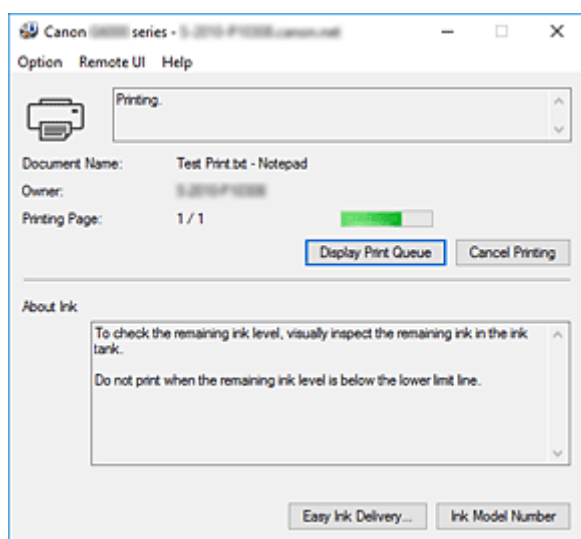 Canon series -
Option Remote UI Help
Printing.
Document Name: Test Print.txt - Notepad
Owner:
Printing Page: 1 / 1
Display Print Queue Cancel Printing
About Ink
To check the remaining ink level, visually inspect the remaining ink in the ink
tank.
Do not print when the remaining ink level is below the lower limit line.
Easy Ink Delivery... Ink Model Number